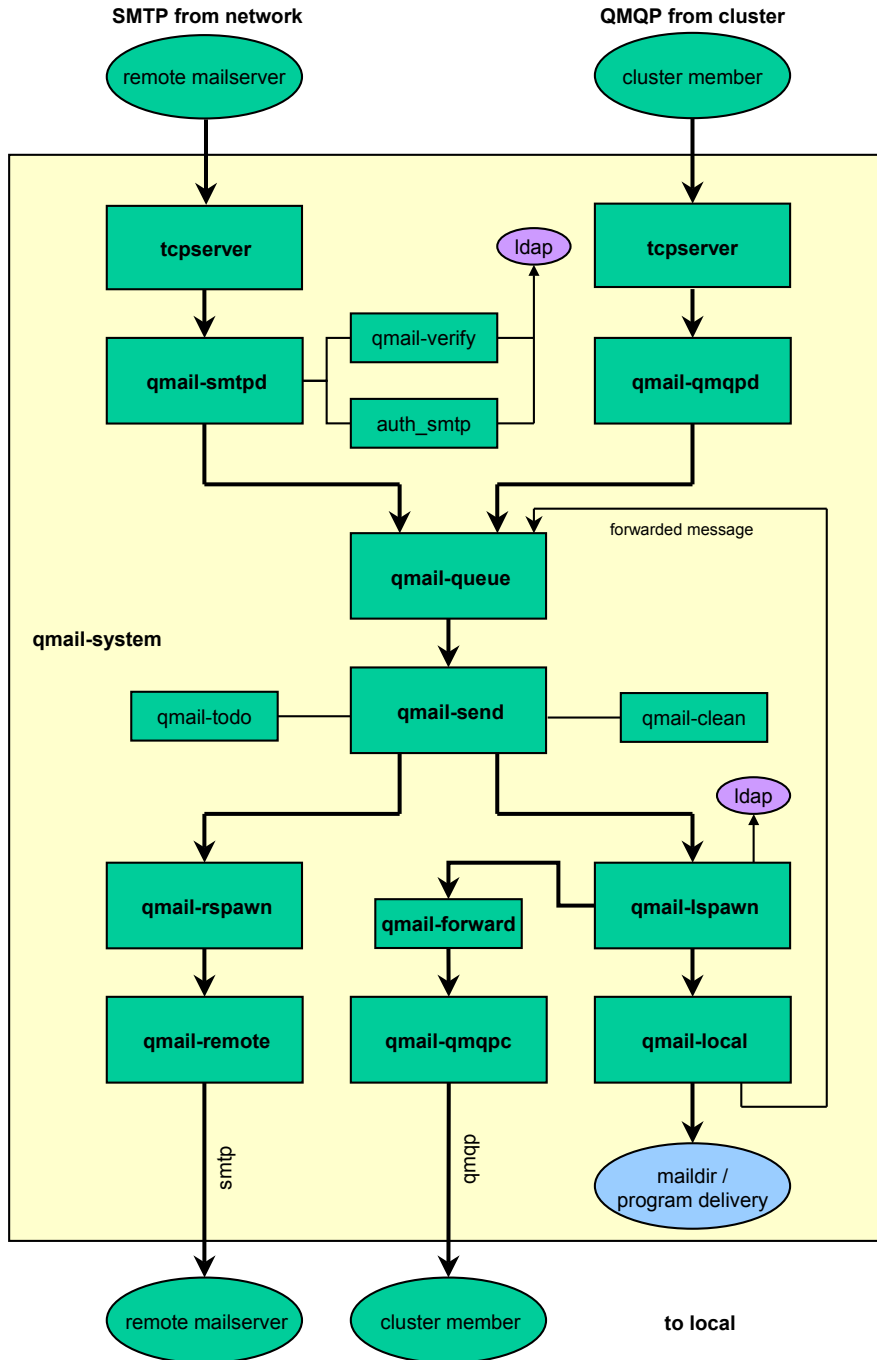 SMTP from network
QMQP from cluster
remote mailserver
cluster member
tcpserver
ldap
tcpserver
qmail-verify
qmail-smtpd
qmail-qmqpd
auth_smtp
forwarded message
qmail-queue
qmail-system
qmail-todo
qmail-send
qmail-clean
ldap
qmail-rspawn
qmail-forward
qmail-lspawn
qmail-remote
qmail-qmqpc
qmail-local
smtp
qmqp
maildir /
program delivery
remote mailserver
cluster member
to local